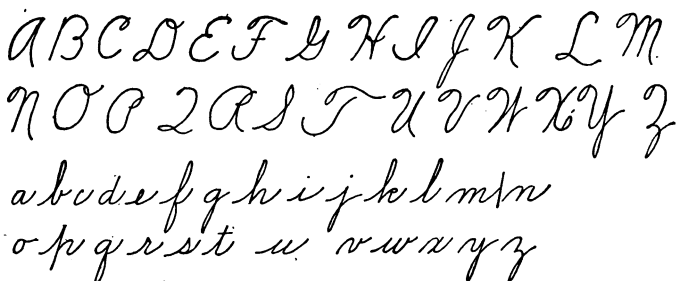 A B C D E F G H I J K L M
N O P Q R S T U V W X Y Z
a b c d e f g h i j k l m n
o p q r s t u v w x y z